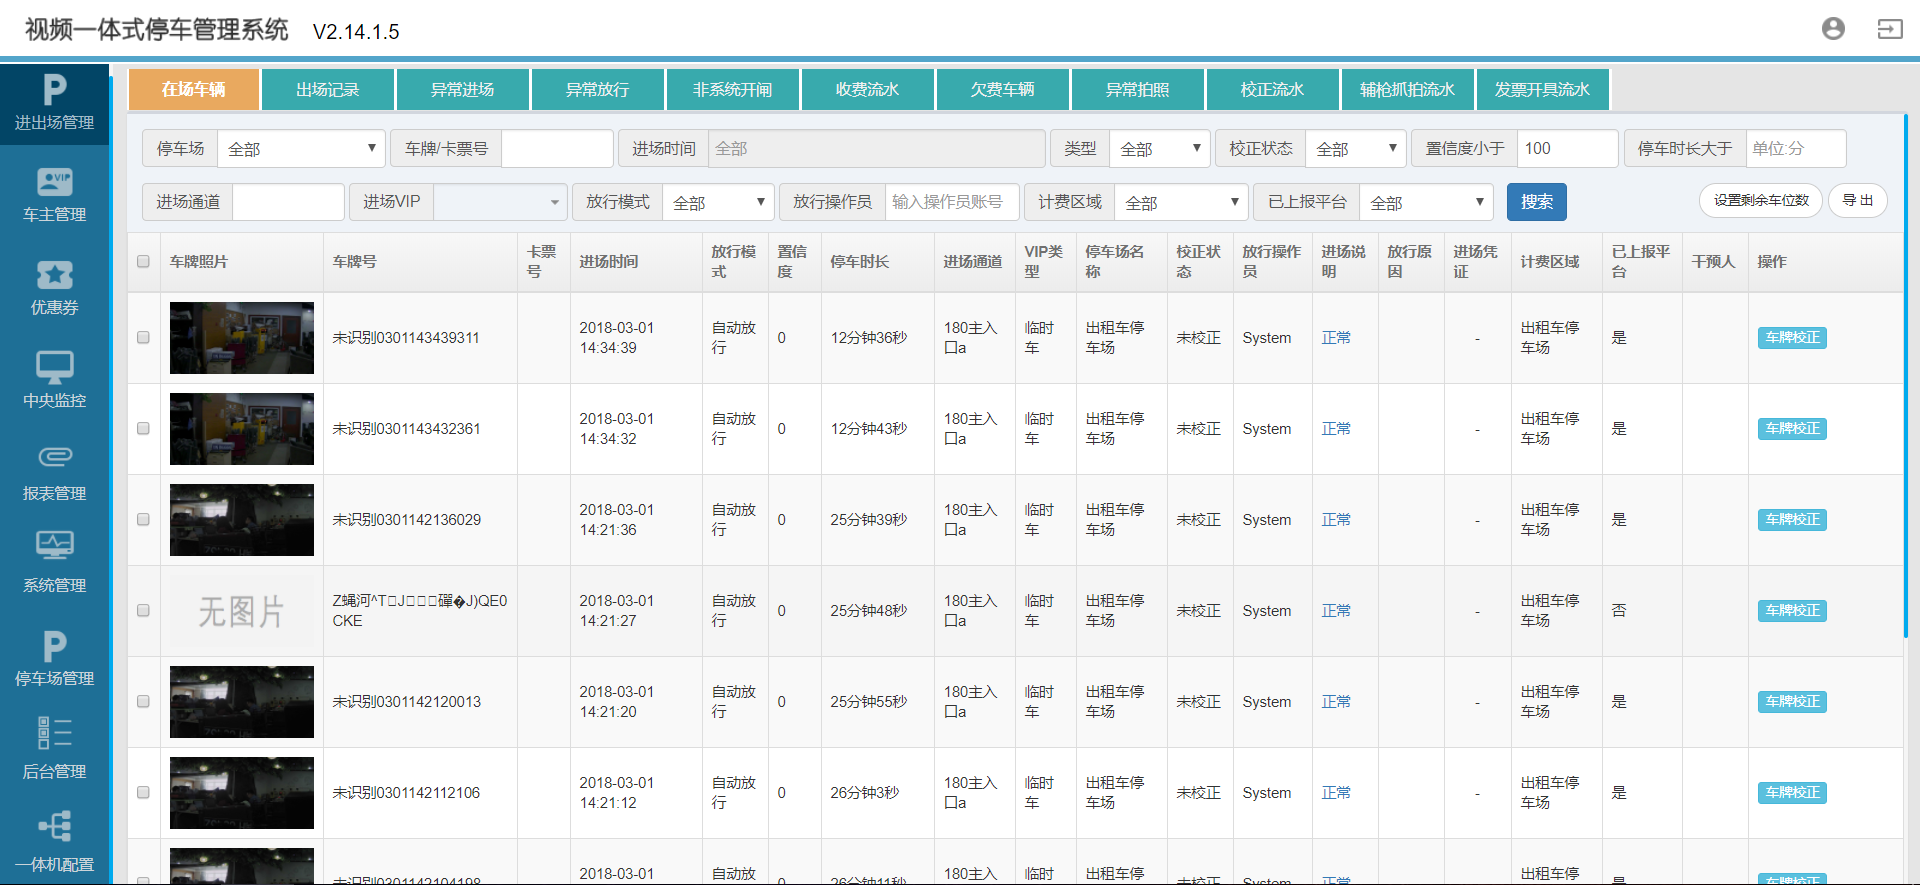 视频一体式停车管理系统 V2.14.1.5
进出场管理
车主管理
优惠券
中央监控
报表管理
系统管理
停车场管理
后台管理
一体机配置
在场车辆 出场记录 异常进场 异常放行 非系统开闸 收费流水 欠费车辆 异常拍照 校正流水 辅枪抓拍流水 发票开具流水
停车场 全部 车牌/卡票号 进场时间 全部 类型 全部 校正状态 全部 置信度小于 100 停车时长大于 单位:分
进场通道 进场VIP 放行模式 全部 放行操作员 输入操作员账号 计费区域 全部 已上报平台 全部 搜索 设置剩余车位数 导出
车牌照片 车牌号 卡票号 进场时间 放行模式 置信度 停车时长 进场通道 VIP类型 停车场名称 校正状态 放行操作员 进场说明 放行原因 进场凭证 计费区域 已上报平台 干预人 操作
未识别0301143439311 2018-03-01 14:34:39 自动放行 0 12分钟36秒 180主入口a 临时车 出租车停车场 未校正 System 正常 - 出租车停车场 是 车牌校正
未识别0301143432361 2018-03-01 14:34:32 自动放行 0 12分钟43秒 180主入口a 临时车 出租车停车场 未校正 System 正常 - 出租车停车场 是 车牌校正
未识别0301142136029 2018-03-01 14:21:36 自动放行 0 25分钟39秒 180主入口a 临时车 出租车停车场 未校正 System 正常 - 出租车停车场 是 车牌校正
无图片 Z蝇河^T▯J▯▯▯磾�J)QE0CKE 2018-03-01 14:21:27 自动放行 0 25分钟48秒 180主入口a 临时车 出租车停车场 未校正 System 正常 - 出租车停车场 否 车牌校正
未识别0301142120013 2018-03-01 14:21:20 自动放行 0 25分钟55秒 180主入口a 临时车 出租车停车场 未校正 System 正常 - 出租车停车场 是 车牌校正
未识别0301142112106 2018-03-01 14:21:12 自动放行 0 26分钟3秒 180主入口a 临时车 出租车停车场 未校正 System 正常 - 出租车停车场 是 车牌校正
未识别0301142104198 2018-03-01 自动放 0 26分钟11秒 180主入 临时 出租车停 未校正 System 正常 出租车停 是 车牌校正